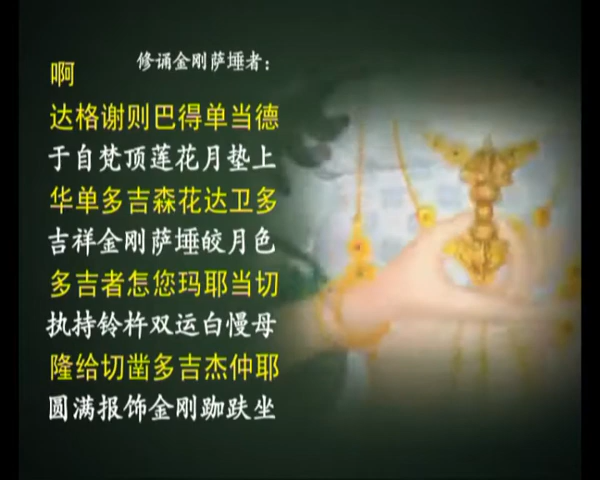 修诵金刚萨埵者：
啊
达格谢则巴得单当德
于自梵顶莲花月垫上
华单多吉森花达卫多
吉祥金刚萨埵皎月色
多吉者怎您玛耶当切
执持铃杵双运白慢母
隆给切凿多吉杰仲耶
圆满报饰金刚跏趺坐